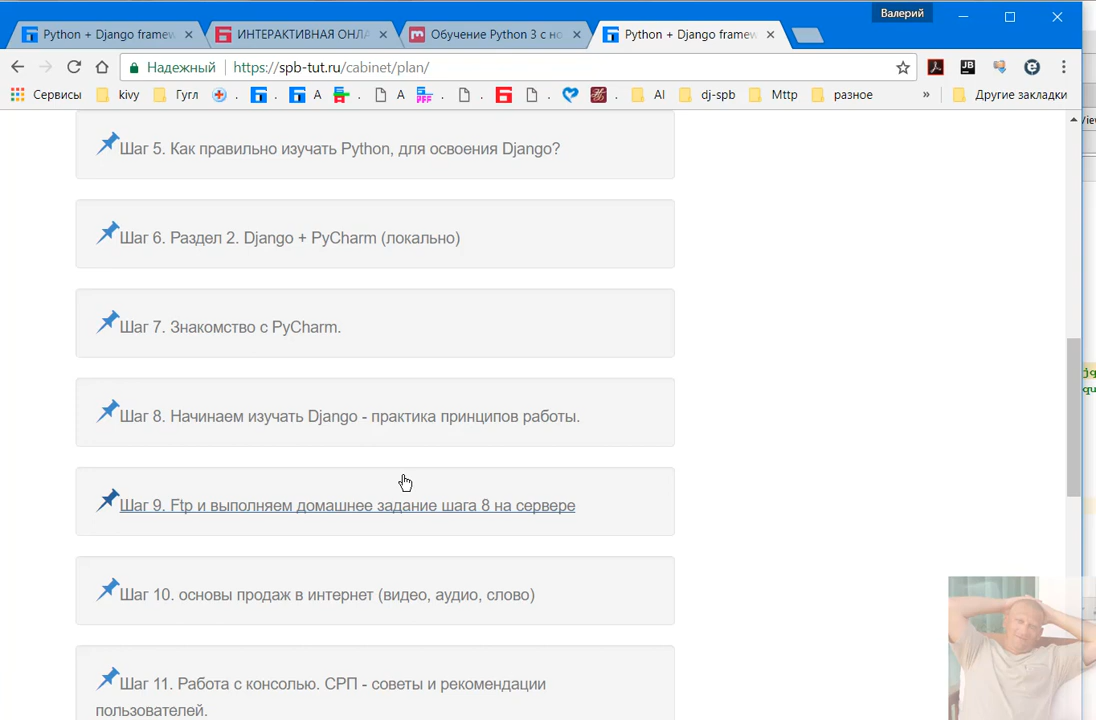 Валерий
Python + Django framew
ИНТЕРАКТИВНАЯ ОНЛА
Обучение Python 3 с но
Python + Django framew
Надежный
https://spb-tut.ru/cabinet/plan/
Сервисы
kivy
Гугл
.
.
А
.
А
.
.
.
.
AI
dj-spb
Mttp
разное
»
Другие закладки
Шаг 5. Как правильно изучать Python, для освоения Django?
Шаг 6. Раздел 2. Django + PyCharm (локально)
Шаг 7. Знакомство с PyCharm.
Шаг 8. Начинаем изучать Django - практика принципов работы.
Шаг 9. Ftp и выполняем домашнее задание шага 8 на сервере
Шаг 10. основы продаж в интернет (видео, аудио, слово)
Шаг 11. Работа с консолью. СРП - советы и рекомендации
пользователей.